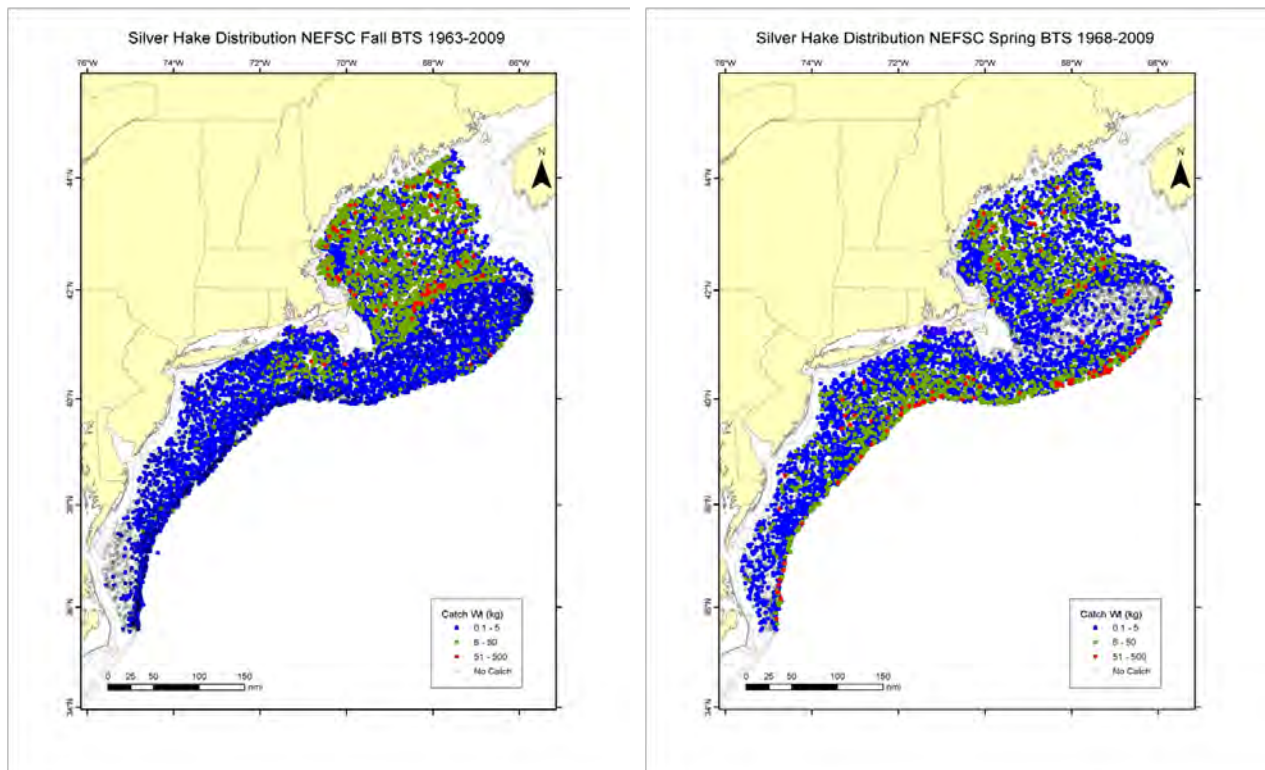 Silver Hake Distribution NEFSC Fall BTS 1963-2009
76°W 74°W 72°W 70°W 68°W 66°W
44°N
42°N
40°N
38°N
36°N
34°N
N
Catch Wt (kg)
0.1 - 5
6 - 50
51 - 500
No Catch
0 25 50 100 150
(nm)
Silver Hake Distribution NEFSC Spring BTS 1968-2009
76°W 74°W 72°W 70°W 68°W 66°W
44°N
42°N
40°N
38°N
36°N
34°N
N
Catch Wt (kg)
0.1 - 5
6 - 50
51 - 500
No Catch
0 25 50 100 150
(nm)